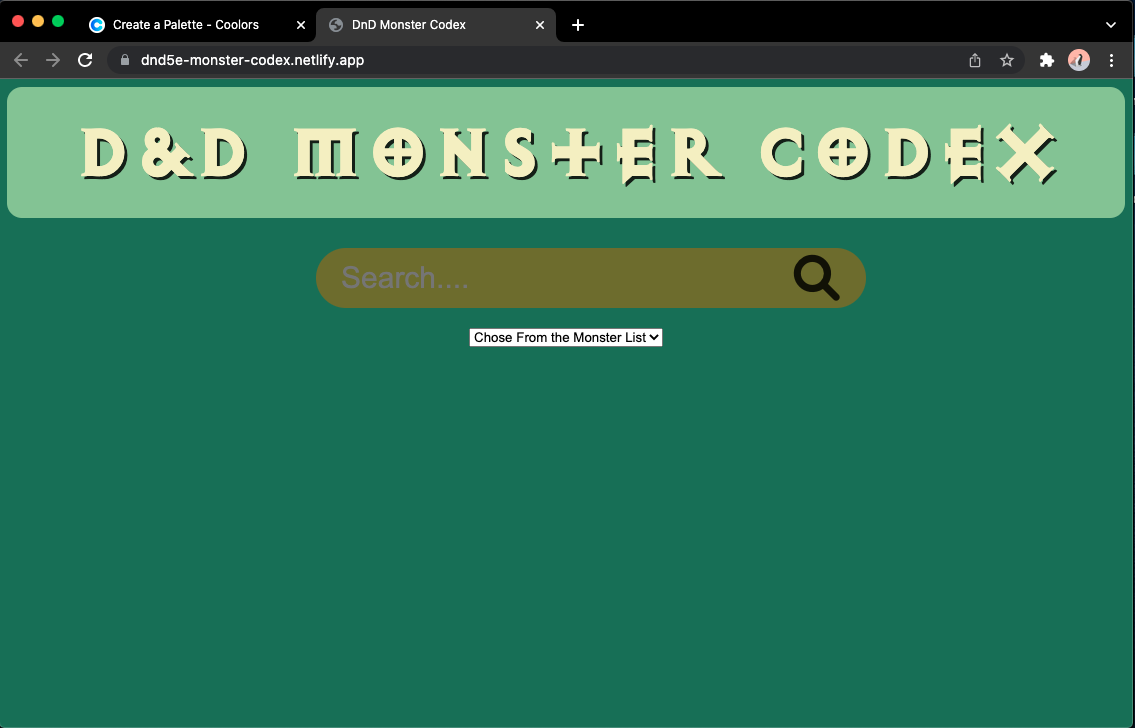 Create a Palette - Coolors
DnD Monster Codex
dnd5e-monster-codex.netlify.app
D&D MONSTER CODEX
Search....
Chose From the Monster List